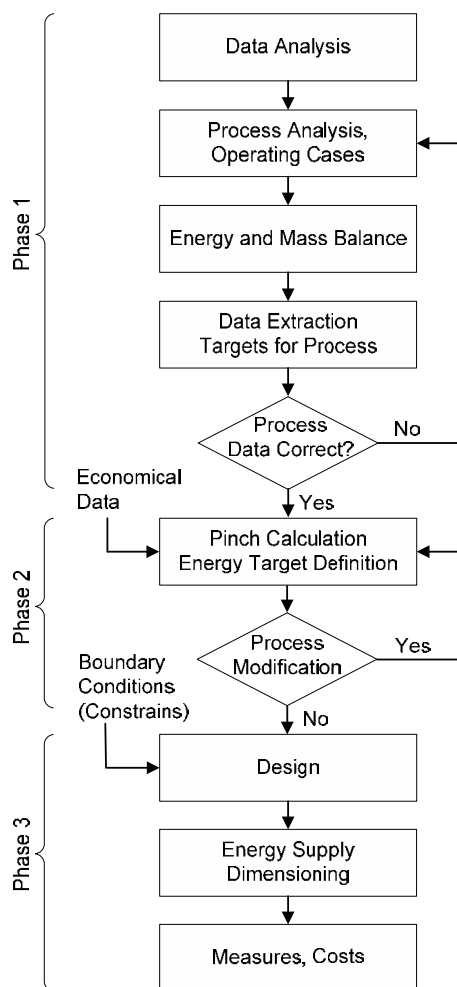 Data Analysis
Process Analysis,
Operating Cases
Phase 1
Energy and Mass Balance
Data Extraction
Targets for Process
Process
Data Correct?
No
Yes
Economical
Data
Pinch Calculation
Energy Target Definition
Phase 2
Process
Modification
Yes
No
Boundary
Conditions
(Constrains)
Design
Phase 3
Energy Supply
Dimensioning
Measures, Costs